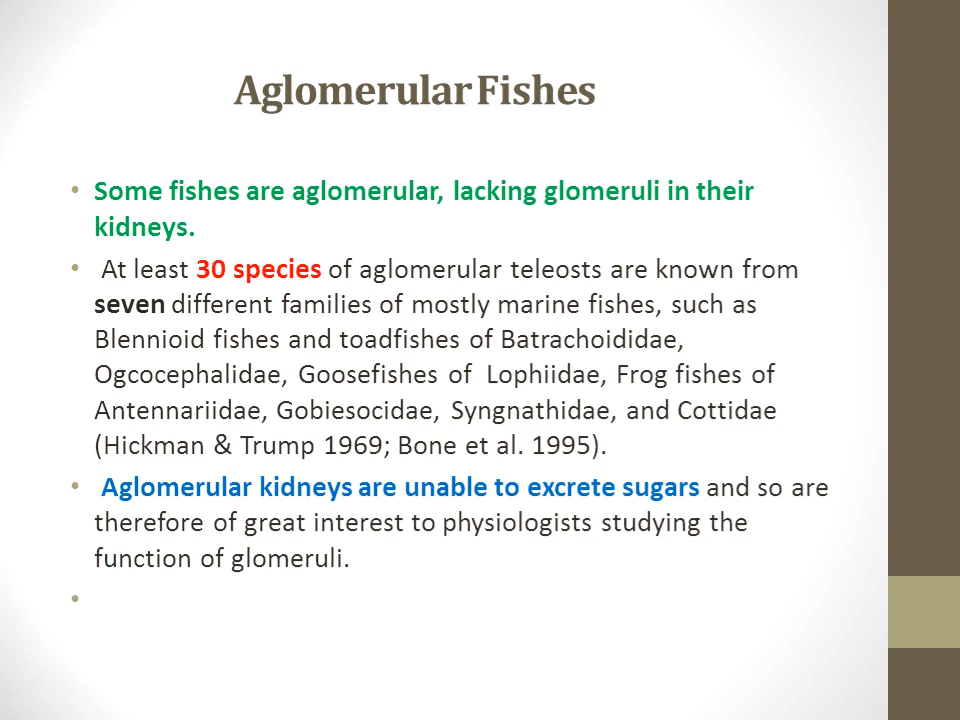 Aglomerular Fishes
• Some fishes are aglomerular, lacking glomeruli in their
kidneys.
• At least 30 species of aglomerular teleosts are known from
seven different families of mostly marine fishes, such as
Blennioid fishes and toadfishes of Batrachoididae,
Ogcocephalidae, Goosefishes of Lophiidae, Frog fishes of
Antennariidae, Gobiesocidae, Syngnathidae, and Cottidae
(Hickman & Trump 1969; Bone et al. 1995).
• Aglomerular kidneys are unable to excrete sugars and so are
therefore of great interest to physiologists studying the
function of glomeruli.
•